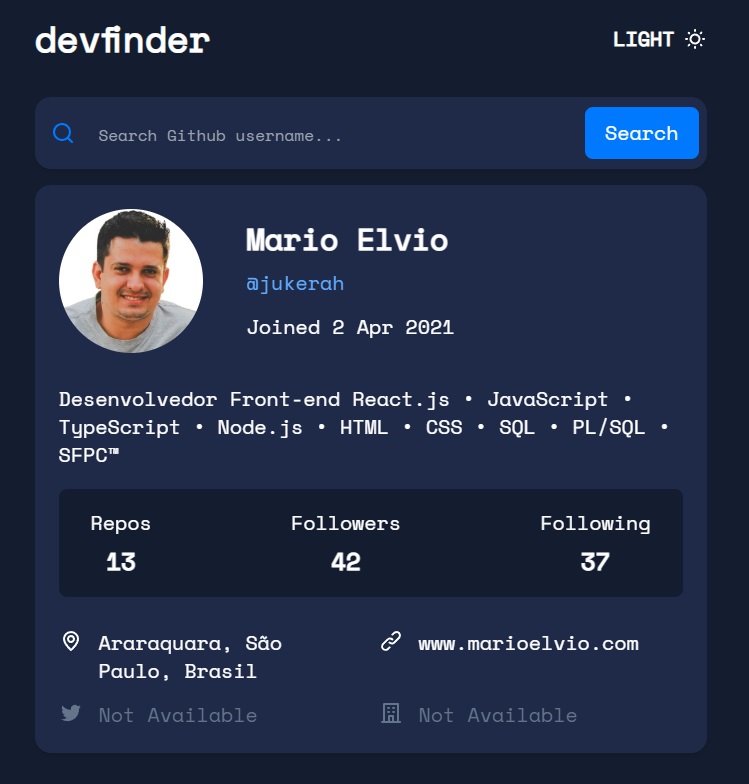 devfinder
LIGHT
Search Github username...
Search
Mario Elvio
@jukerah
Joined 2 Apr 2021
Desenvolvedor Front-end React.js • JavaScript •
TypeScript • Node.js • HTML • CSS • SQL • PL/SQL •
SFPC™
Repos
Followers
Following
13
42
37
Araraquara, São
Paulo, Brasil
www.marioelvio.com
Not Available
Not Available